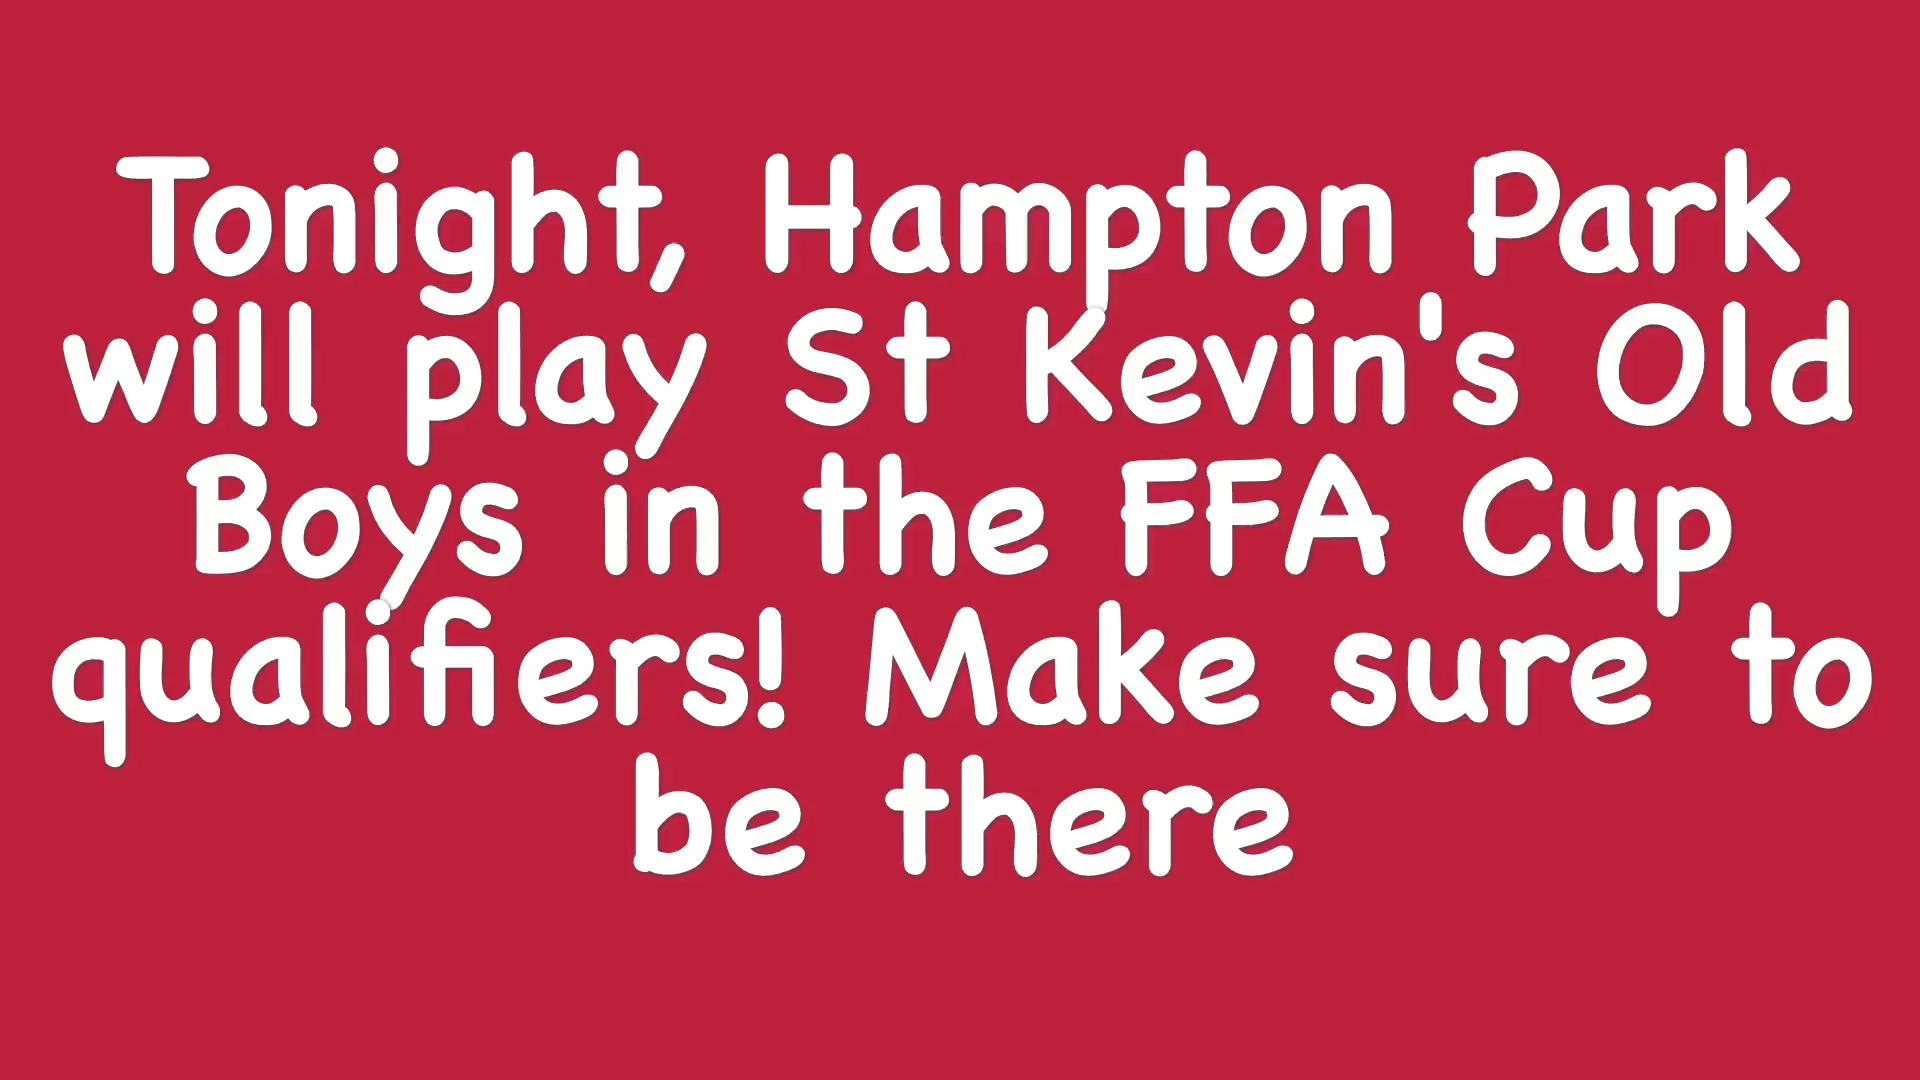 Tonight, Hampton Park
will play St Kevin's Old
Boys in the FFA Cup
qualifiers! Make sure to
be there